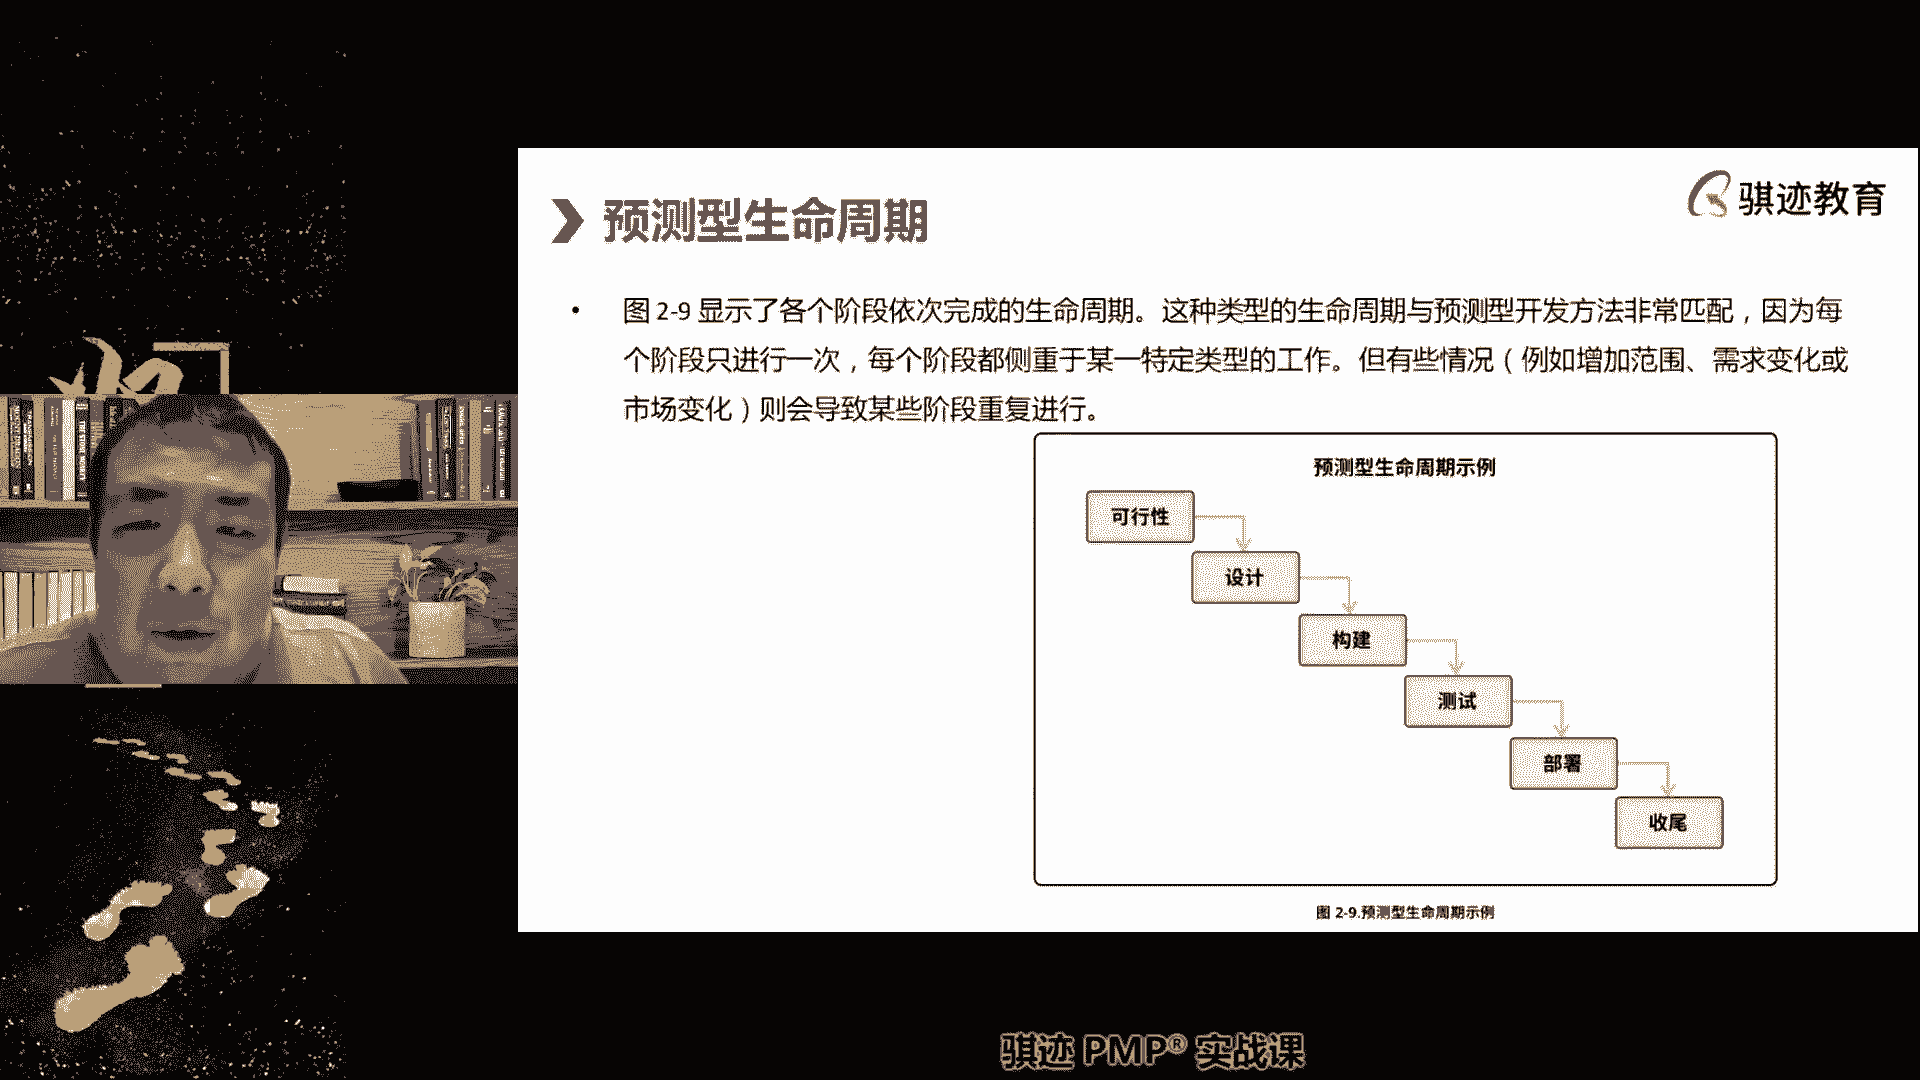 预测型生命周期
骐迹教育
• 图 2-9 显示了各个阶段依次完成的生命周期。这种类型的生命周期与预测型开发方法非常匹配，因为每
个阶段只进行一次，每个阶段都侧重于某一特定类型的工作。但有些情况（例如增加范围、需求变化或
市场变化）则会导致某些阶段重复进行。
预测型生命周期示例
可行性
设计
构建
测试
部署
收尾
图 2-9.预测型生命周期示例
骐迹 PMP® 实战课